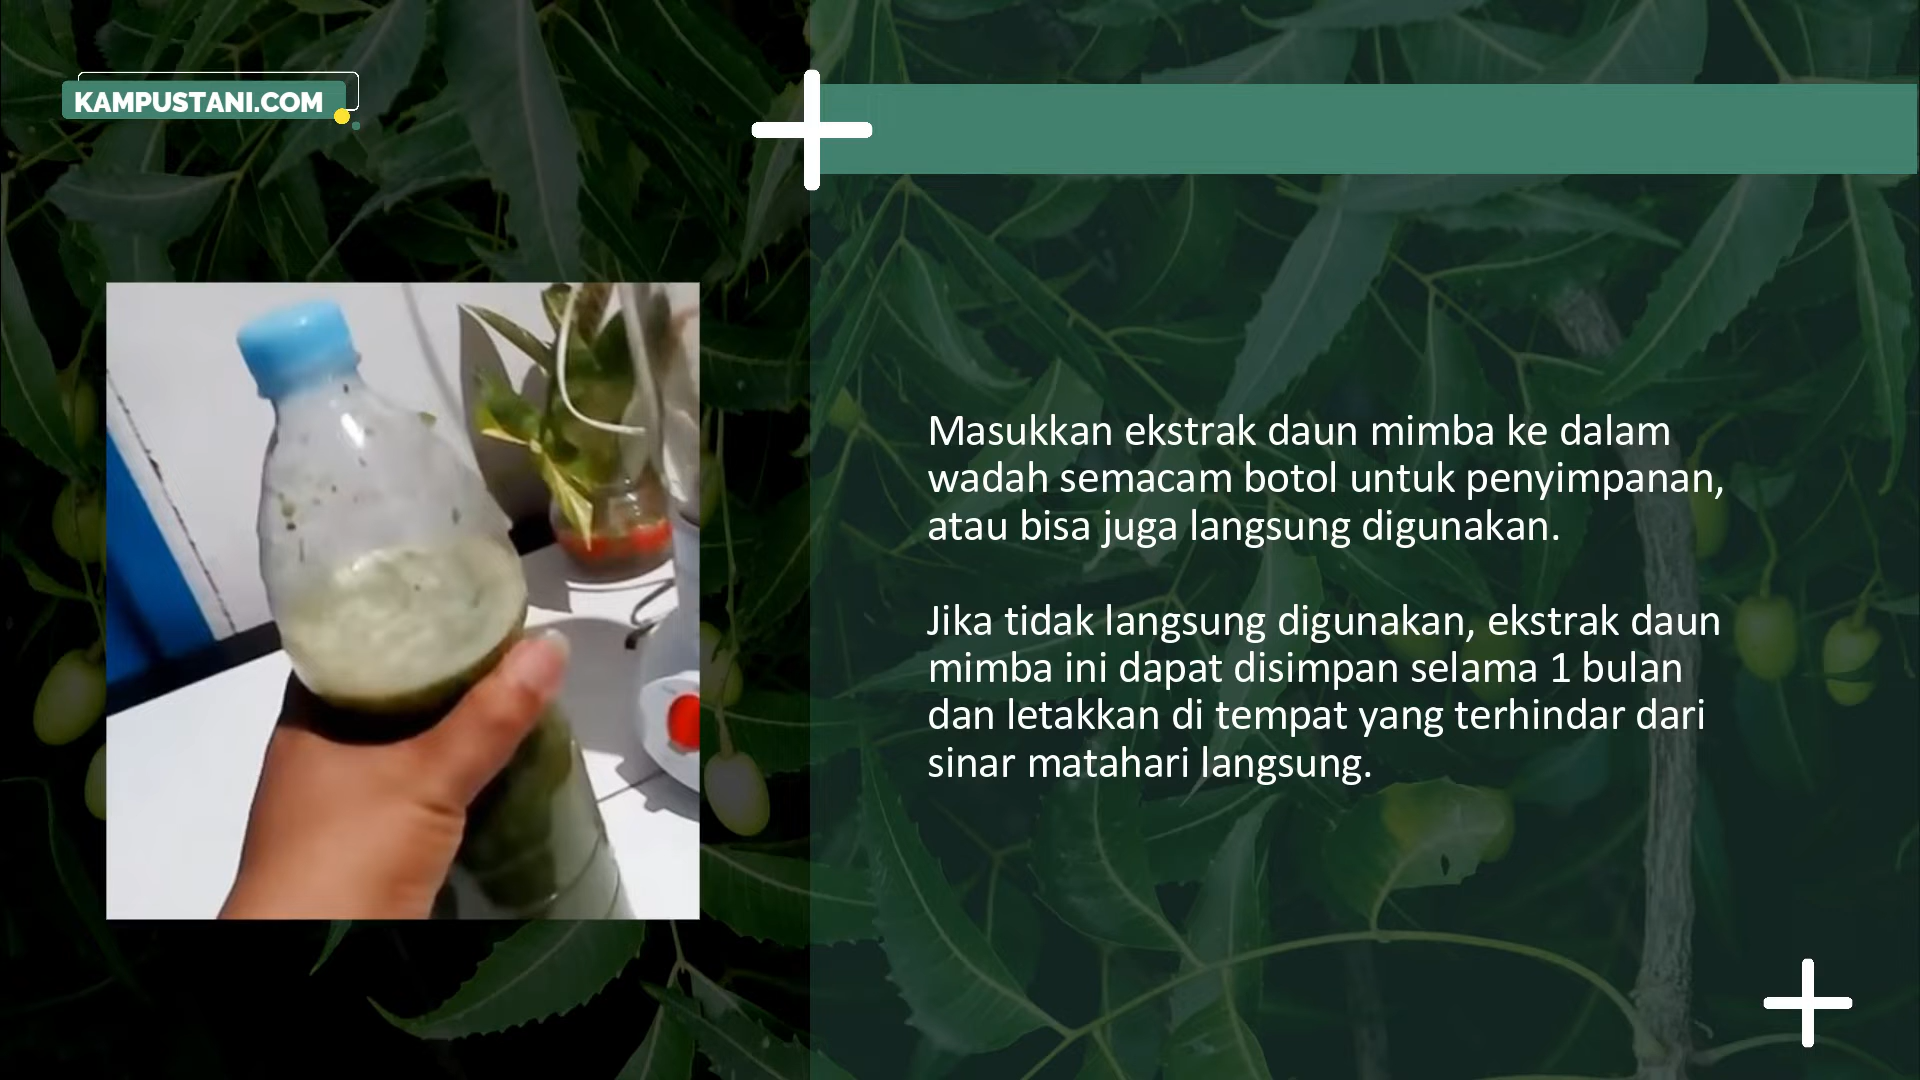 KAMPUSTANI.COM
Masukkan ekstrak daun mimba ke dalam
wadah semacam botol untuk penyimpanan,
atau bisa juga langsung digunakan.
Jika tidak langsung digunakan, ekstrak daun
mimba ini dapat disimpan selama 1 bulan
dan letakkan di tempat yang terhindar dari
sinar matahari langsung.